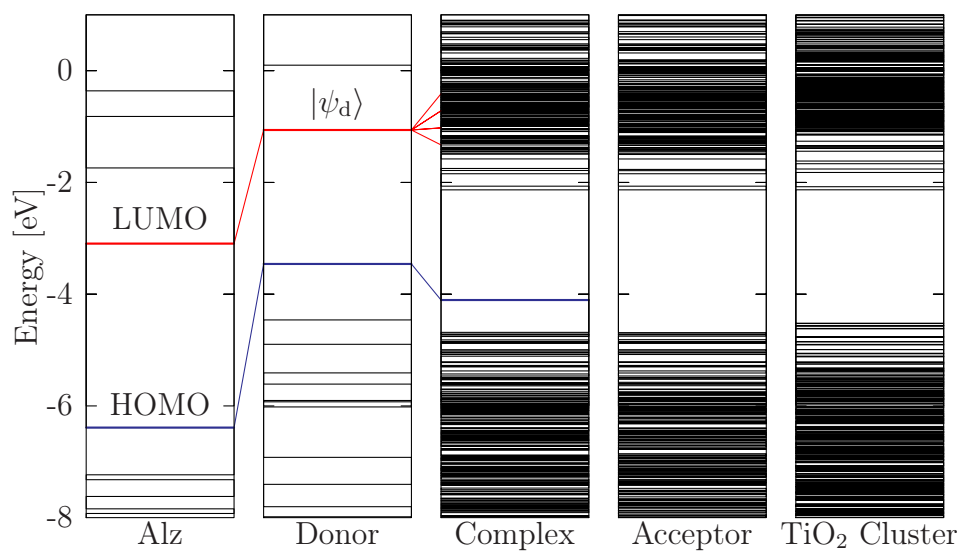 0
-2
-4
-6
-8
Energy [eV]
|ψd⟩
LUMO
HOMO
Alz
Donor
Complex
Acceptor
TiO2 Cluster